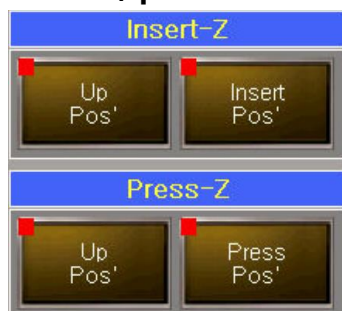 Insert-Z
Up Insert
Pos' Pos'
Press-Z
Up Press
Pos' Pos'